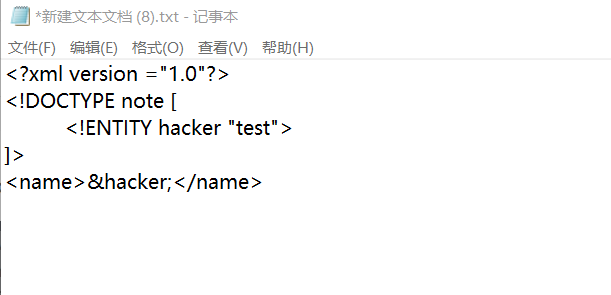 *新建文本文档 (8).txt - 记事本
文件(F) 编辑(E) 格式(O) 查看(V) 帮助(H)
<?xml version ="1.0"?>
<!DOCTYPE note [
<!ENTITY hacker "test">
]>
<name>&hacker;</name>